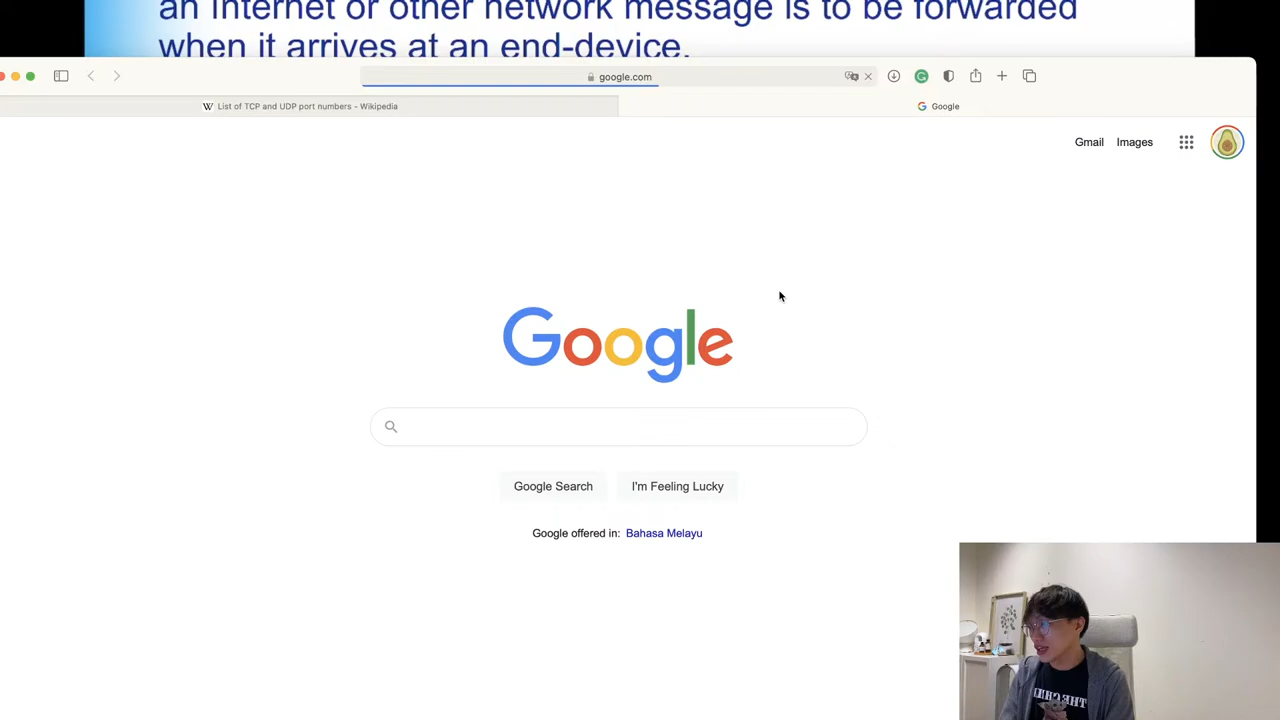 an Internet or other network message is to be forwarded
when it arrives at an end-device.
google.com
List of TCP and UDP port numbers - Wikipedia
Google
Gmail Images
Google
Google Search
I'm Feeling Lucky
Google offered in: Bahasa Melayu